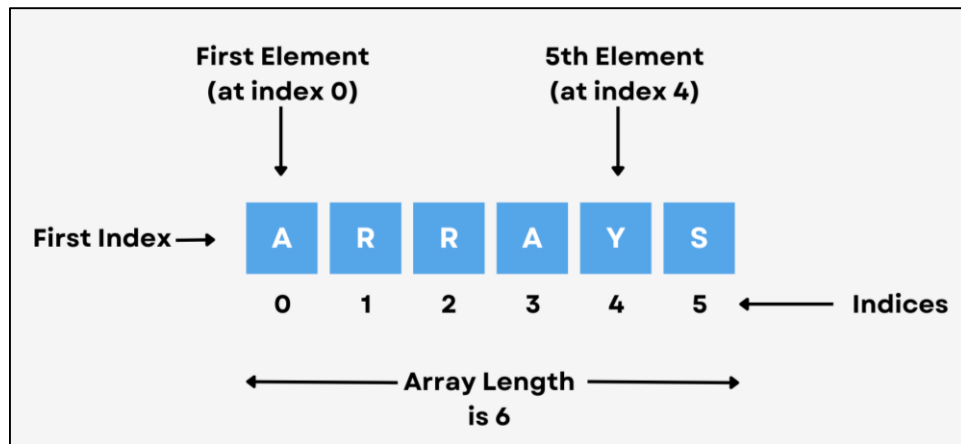 First Element
(at index 0)
5th Element
(at index 4)
First Index
A R R A Y S
0 1 2 3 4 5
Indices
Array Length
is 6